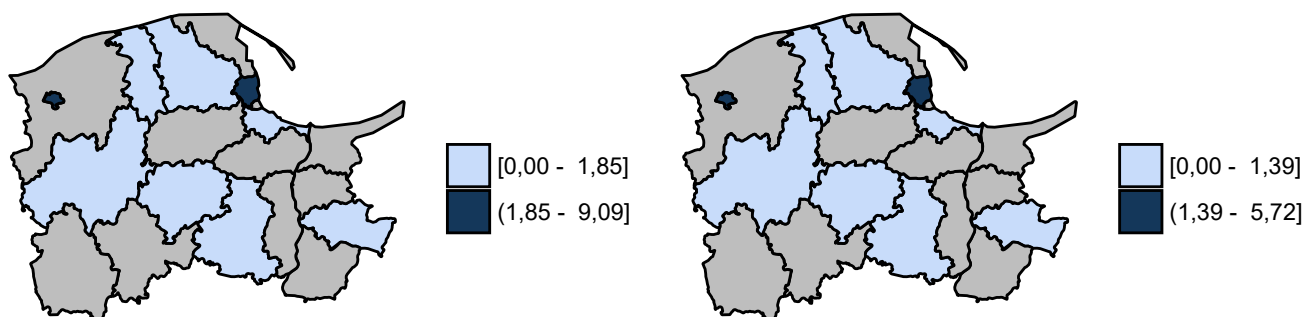 [0,00 - 1,85]
(1,85 - 9,09]
[0,00 - 1,39]
(1,39 - 5,72]